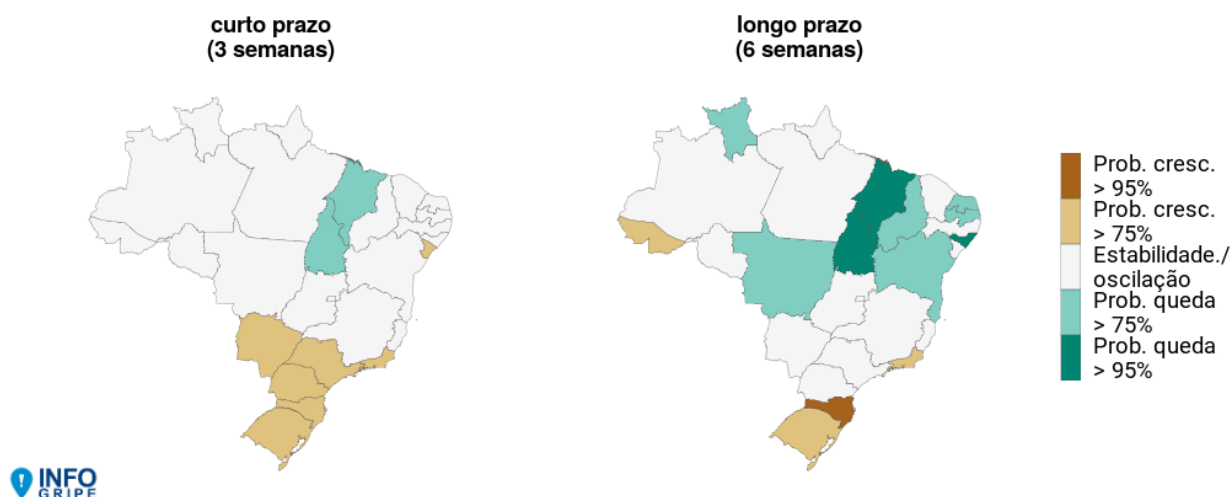 curto prazo
(3 semanas)
longo prazo
(6 semanas)
Prob. cresc.
> 95%
Prob. cresc.
> 75%
Estabilidade./
oscilação
Prob. queda
> 75%
Prob. queda
> 95%
INFO
GRIPE